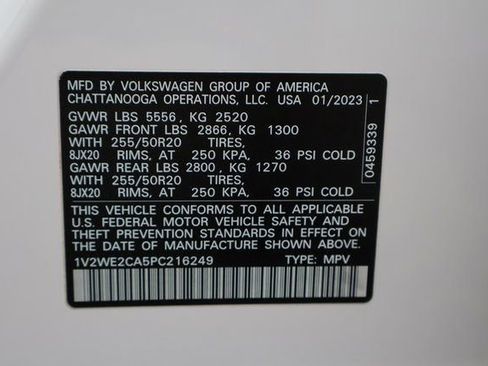 MFD BY VOLKSWAGEN GROUP OF AMERICA
CHATTANOOGA OPERATIONS, LLC. USA 01/2023
GVWR LBS 5556, KG 2520
GAWR FRONT LBS 2866, KG 1300
WITH 255/50R20 TIRES,
8JX20 RIMS, AT 250 KPA, 36 PSI COLD
GAWR REAR LBS 2800, KG 1270
WITH 255/50R20 TIRES,
8JX20 RIMS, AT 250 KPA, 36 PSI COLD
THIS VEHICLE CONFORMS TO ALL APPLICABLE
U.S. FEDERAL MOTOR VEHICLE SAFETY AND
THEFT PREVENTION STANDARDS IN EFFECT ON
THE DATE OF MANUFACTURE SHOWN ABOVE.
1V2WE2CA5PC216249 TYPE: MPV
0459339 1